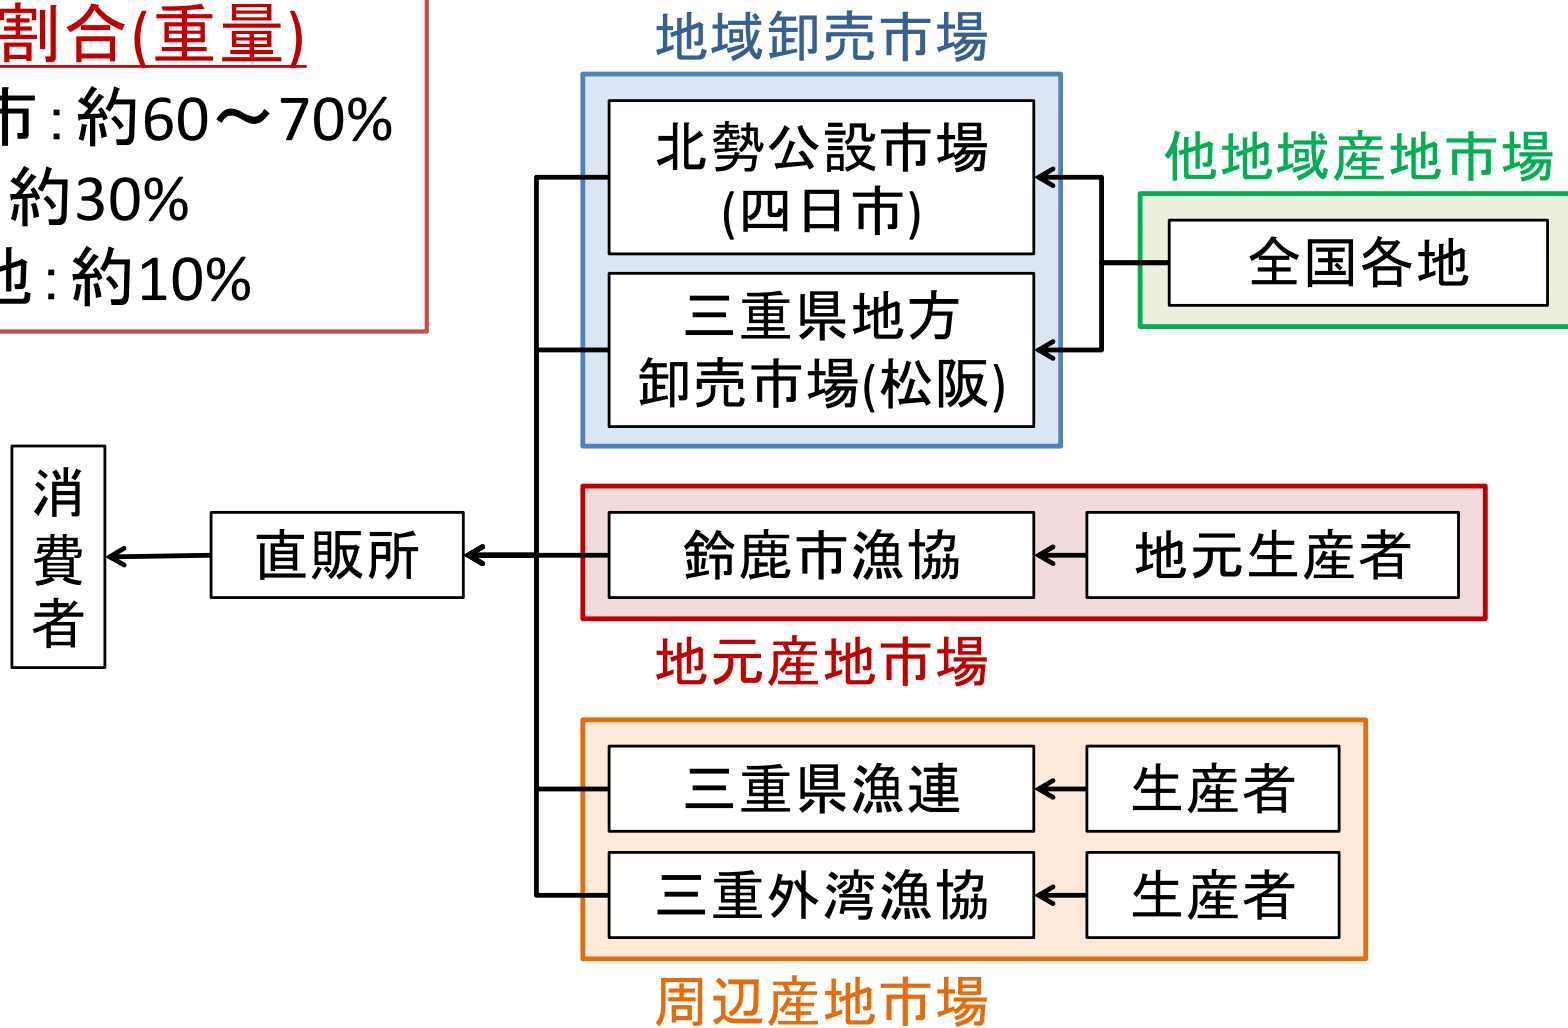 割合(重量)
市：約60～70%
約30%
地：約10%
地域卸売市場
北勢公設市場
(四日市)
三重県地方
卸売市場(松阪)
他地域産地市場
全国各地
消費者
直販所
鈴鹿市漁協
地元生産者
地元産地市場
三重県漁連
生産者
三重外湾漁協
生産者
周辺産地市場